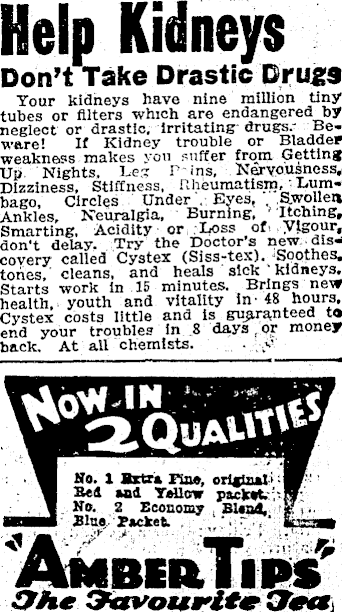 Help Kidneys
Don't Take Drastic Drugs
Your kidneys have nine million tiny
tubes or filters which are endangered by
neglect or drastic, irritating drugs. Be-
ware! If Kidney trouble or Bladder
weakness makes you suffer from Getting
Up Nights, Leg Pains, Nervousness,
Dizziness, Stiffness, Rheumatism, Lum-
bago, Circles Under Eyes, Swollen
Ankles, Neuralgia, Burning, Itching,
Smarting, Acidity or Loss of Vigour,
don't delay. Try the Doctor's new dis-
covery called Cystex (Siss-tex). Soothes,
tones, cleans, and heals sick kidneys.
Starts work in 15 minutes. Brings new
health, youth and vitality in 48 hours.
Cystex costs little and is guaranteed to
end your troubles in 8 days or money
back. At all chemists.
NOW IN
2 QUALITIES
No. 1 Extra Fine, original
Red and Yellow packet.
No. 2 Economy Blend,
Blue Packet.
"AMBER TIPS"
The Favourite Tea